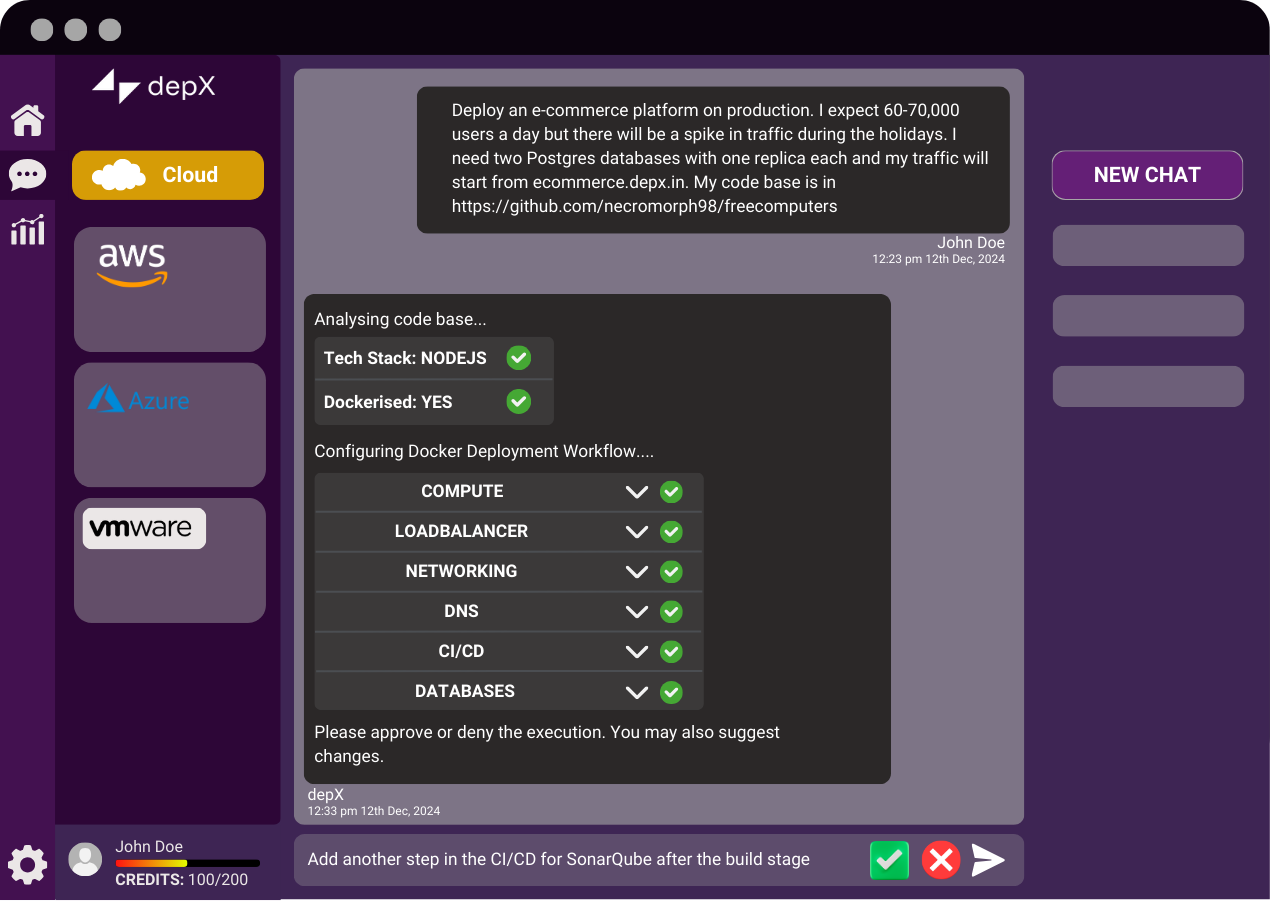 depX
Cloud
aws
Azure
vmware
Deploy an e-commerce platform on production. I expect 60-70,000
users a day but there will be a spike in traffic during the holidays. I
need two Postgres databases with one replica each and my traffic will
start from ecommerce.depx.in. My code base is in
https://github.com/necromorph98/freecomputers
John Doe
12:23 pm 12th Dec, 2024
Analysing code base...
Tech Stack: NODEJS
Dockerised: YES
Configuring Docker Deployment Workflow....
COMPUTE
LOADBALANCER
NETWORKING
DNS
CI/CD
DATABASES
Please approve or deny the execution. You may also suggest
changes.
depX
12:33 pm 12th Dec, 2024
Add another step in the CI/CD for SonarQube after the build stage
NEW CHAT
John Doe
CREDITS: 100/200